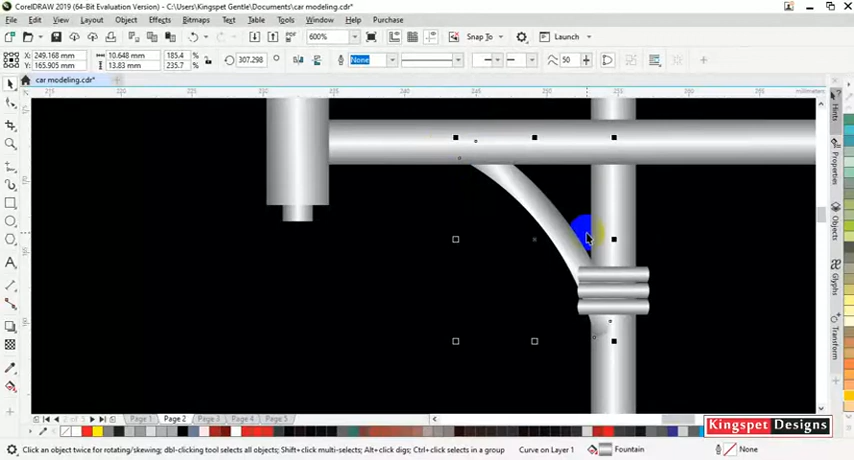 CorelDRAW 2019 (64-Bit Evaluation Version) - C:\Users\Kingspet Gentle\Documents\car modeling.cdr*
File Edit View Layout Object Effects Bitmaps Text Table Tools Window Help Purchase
600% Snap To Launch
X: 249.168 mm 10.648 mm 185.4 307.298 None 50
Y: 165.905 mm 13.83 mm 235.7 %
car modeling.cdr*
millimeters
Hints
Properties
Objects
Glyphs
Transform
2 of 5 Page 1 Page 2 Page 3 Page 4 Page 5
Kingspet Designs
Click an object twice for rotating/skewing; dbl-clicking tool selects all objects; Shift+click multi-selects; Alt+click digs; Ctrl+click selects in a group Curve on Layer 1 Fountain None